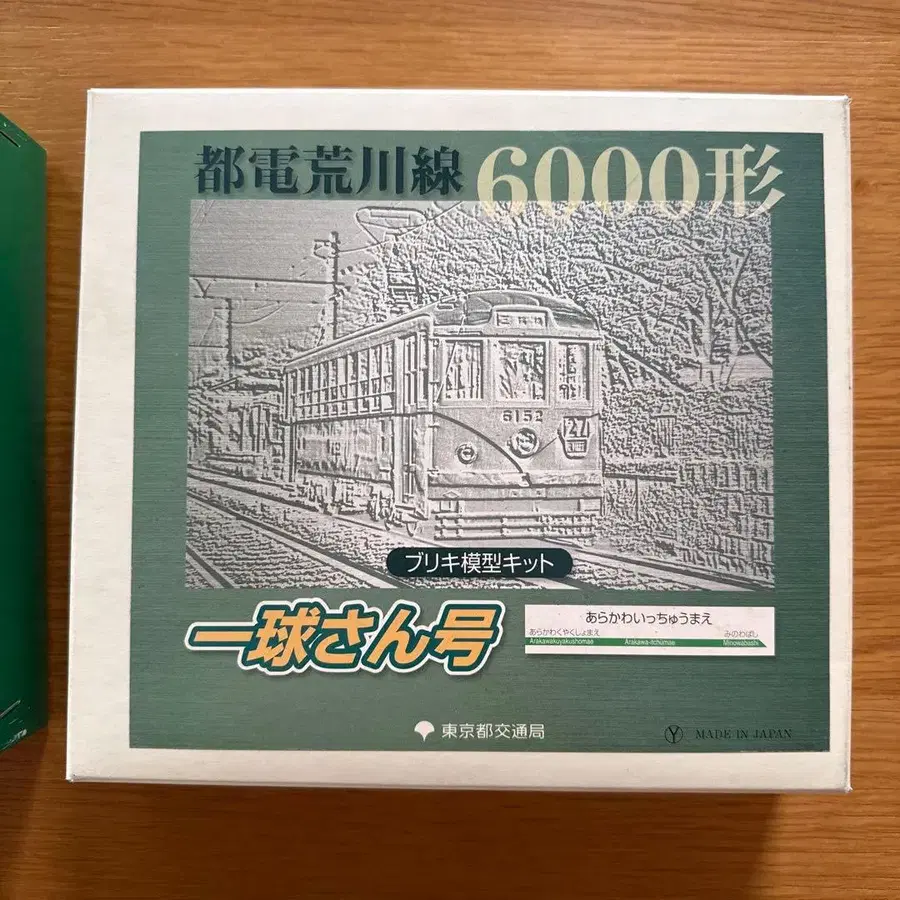 都電荒川線 6000形
三ノ輪
6152
27
ブリキ模型キット
一球さん号
あらかわいっちゅうまえ
あらかわくやくしょまえ みのわばし
Arakawakuyakushomae Arakawa-itchumae Minowabashi
東京都交通局
Y MADE IN JAPAN